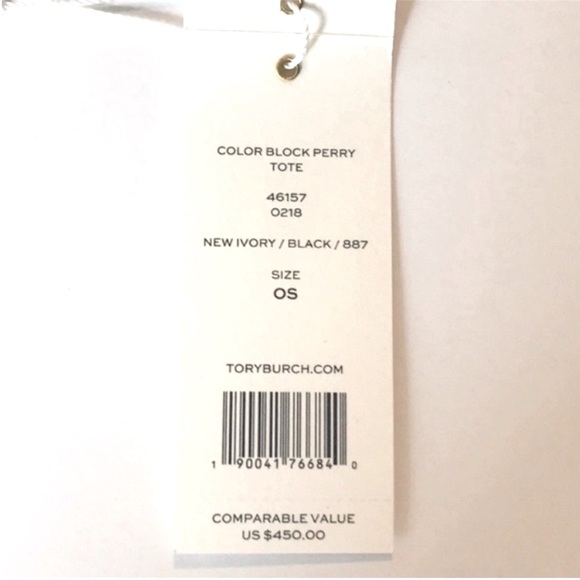 COLOR BLOCK PERRY
TOTE
46157
0218
NEW IVORY / BLACK / 887
SIZE
OS
TORYBURCH.COM
1 90041 76684 0
COMPARABLE VALUE
US $450.00